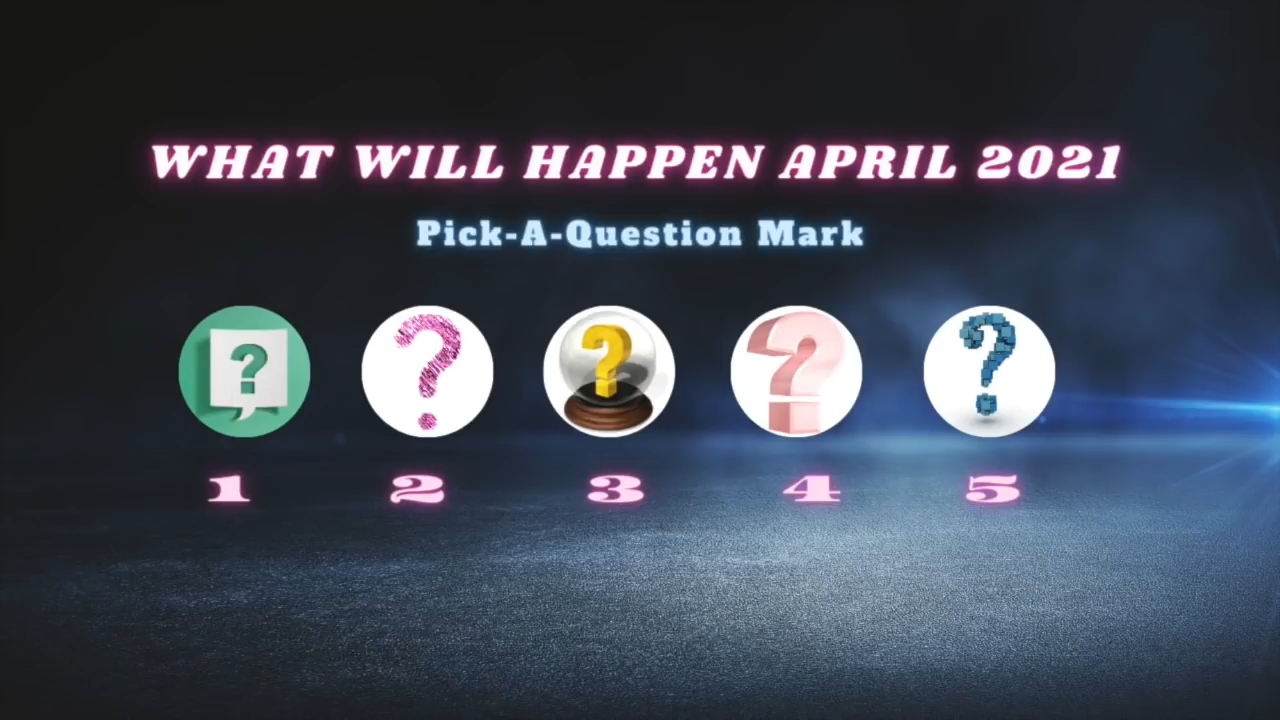 WHAT WILL HAPPEN APRIL 2021
Pick-A-Question Mark
? ? ? ? ?
1 2 3 4 5